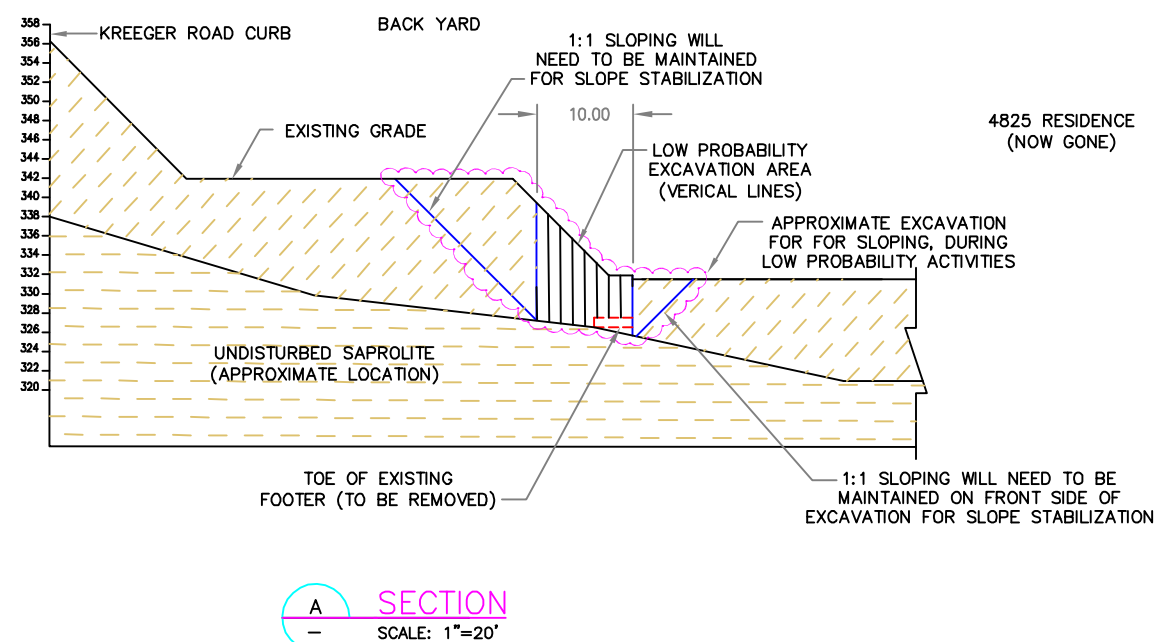 358
356
354
352
350
348
346
344
342
340
338
336
334
332
330
328
326
324
322
320
KREEGER ROAD CURB
BACK YARD
1:1 SLOPING WILL
NEED TO BE MAINTAINED
FOR SLOPE STABILIZATION
10.00
EXISTING GRADE
LOW PROBABILITY
EXCAVATION AREA
(VERICAL LINES)
4825 RESIDENCE
(NOW GONE)
APPROXIMATE EXCAVATION
FOR FOR SLOPING, DURING
LOW PROBABILITY ACTIVITIES
UNDISTURBED SAPROLITE
(APPROXIMATE LOCATION)
TOE OF EXISTING
FOOTER (TO BE REMOVED)
1:1 SLOPING WILL NEED TO BE
MAINTAINED ON FRONT SIDE OF
EXCAVATION FOR SLOPE STABILIZATION
A
–
SECTION
SCALE: 1"=20'